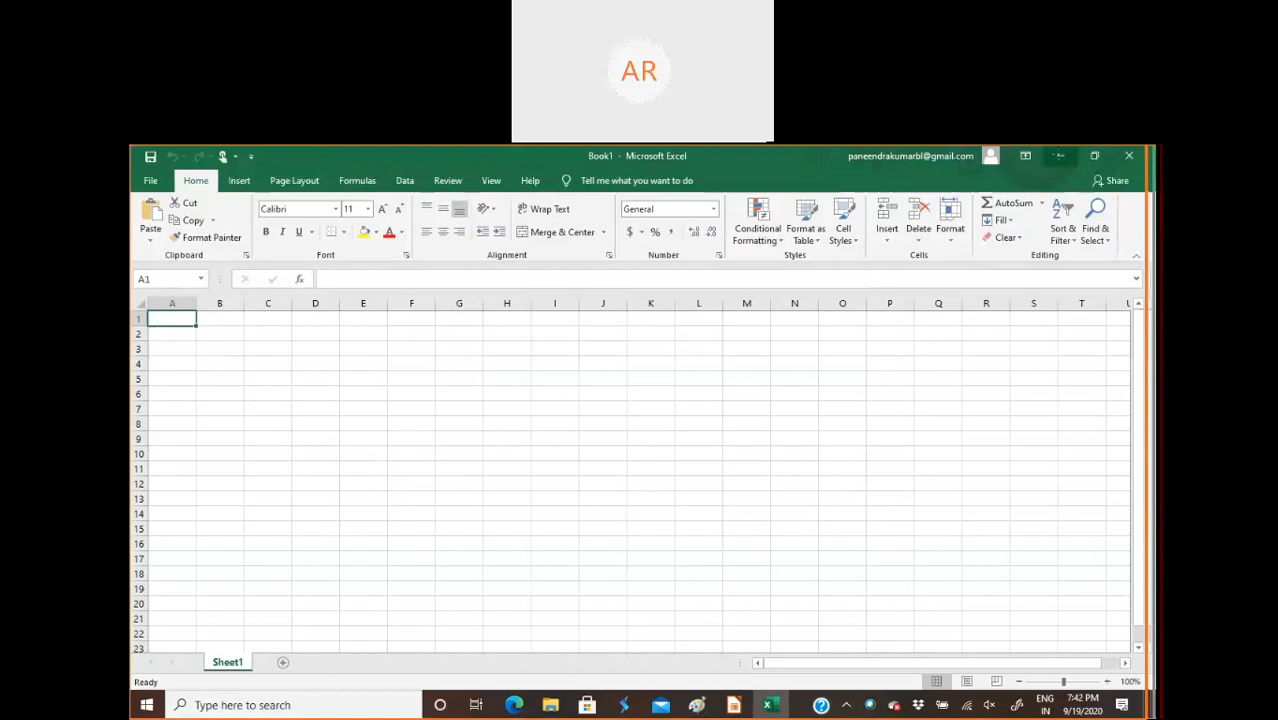 AR
Book1 - Microsoft Excel
paneendrakumarbl@gmail.com
File Home Insert Page Layout Formulas Data Review View Help Tell me what you want to do Share
Paste
Cut
Copy
Format Painter
Clipboard
Calibri 11
B I U A
Font
Wrap Text
Merge & Center
Alignment
General
$ % ,
Number
Conditional Formatting
Format as Table
Cell Styles
Styles
Insert Delete Format
Cells
AutoSum
Fill
Clear
Sort & Filter
Find & Select
Editing
A1 fx
A B C D E F G H I J K L M N O P Q R S T U
1
2
3
4
5
6
7
8
9
10
11
12
13
14
15
16
17
18
19
20
21
22
23
Sheet1
Ready 100%
Type here to search
ENG
IN
7:42 PM
9/19/2020